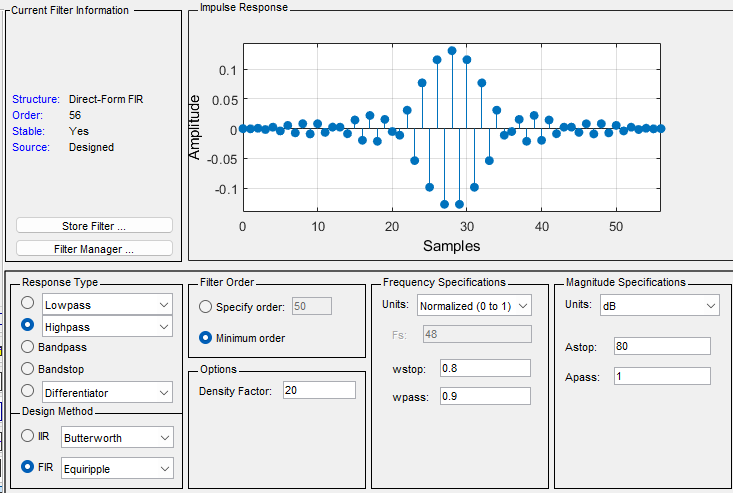 Current Filter Information
Structure: Direct-Form FIR
Order: 56
Stable: Yes
Source: Designed
Store Filter ...
Filter Manager ...
Impulse Response
Amplitude
0.1
0.05
0
-0.05
-0.1
0 10 20 30 40 50
Samples
Response Type
Lowpass
Highpass
Bandpass
Bandstop
Differentiator
Design Method
IIR Butterworth
FIR Equiripple
Filter Order
Specify order: 50
Minimum order
Options
Density Factor: 20
Frequency Specifications
Units: Normalized (0 to 1)
Fs: 48
wstop: 0.8
wpass: 0.9
Magnitude Specifications
Units: dB
Astop: 80
Apass: 1